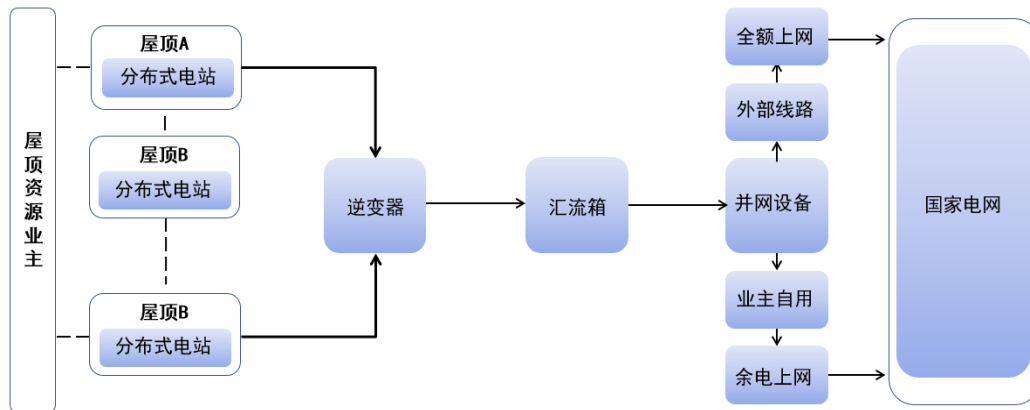 屋顶资源业主
屋顶A
分布式电站
屋顶B
分布式电站
屋顶B
分布式电站
逆变器
汇流箱
全额上网
外部线路
并网设备
业主自用
余电上网
国家电网